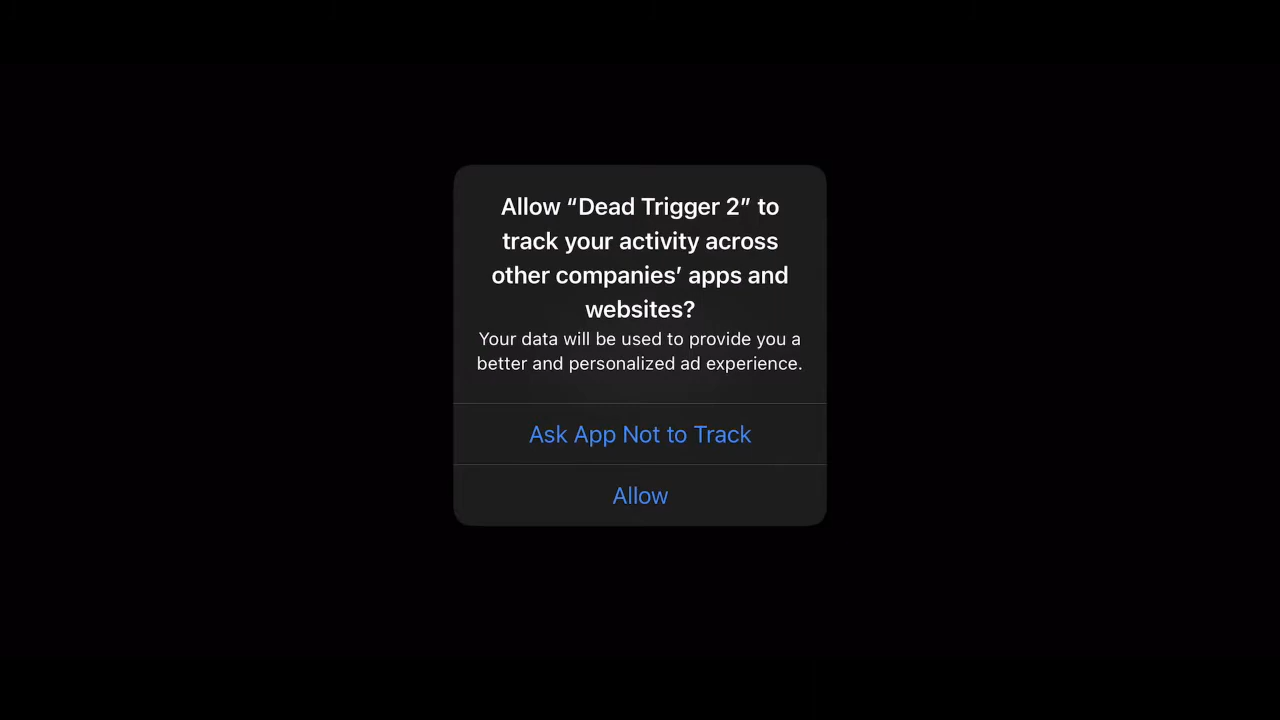 Allow “Dead Trigger 2” to
track your activity across
other companies’ apps and
websites?
Your data will be used to provide you a
better and personalized ad experience.
Ask App Not to Track
Allow